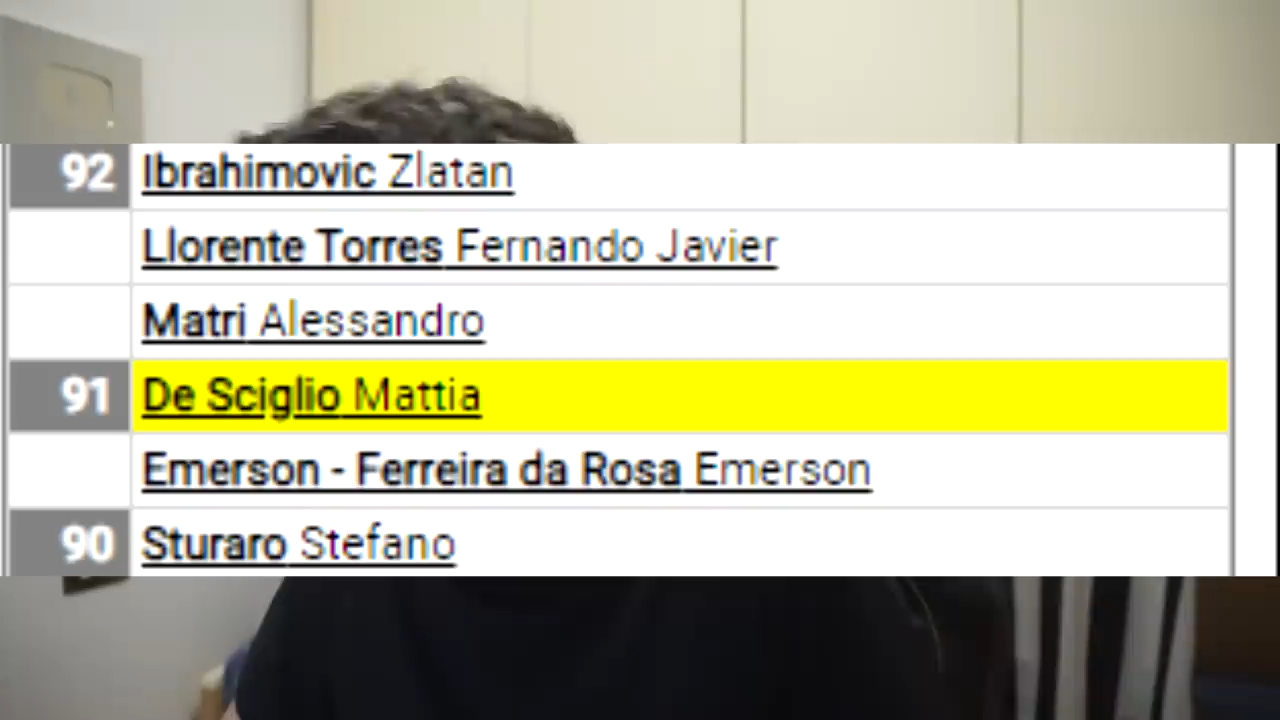 92 Ibrahimovic Zlatan
Llorente Torres Fernando Javier
Matri Alessandro
91 De Sciglio Mattia
Emerson - Ferreira da Rosa Emerson
90 Sturaro Stefano